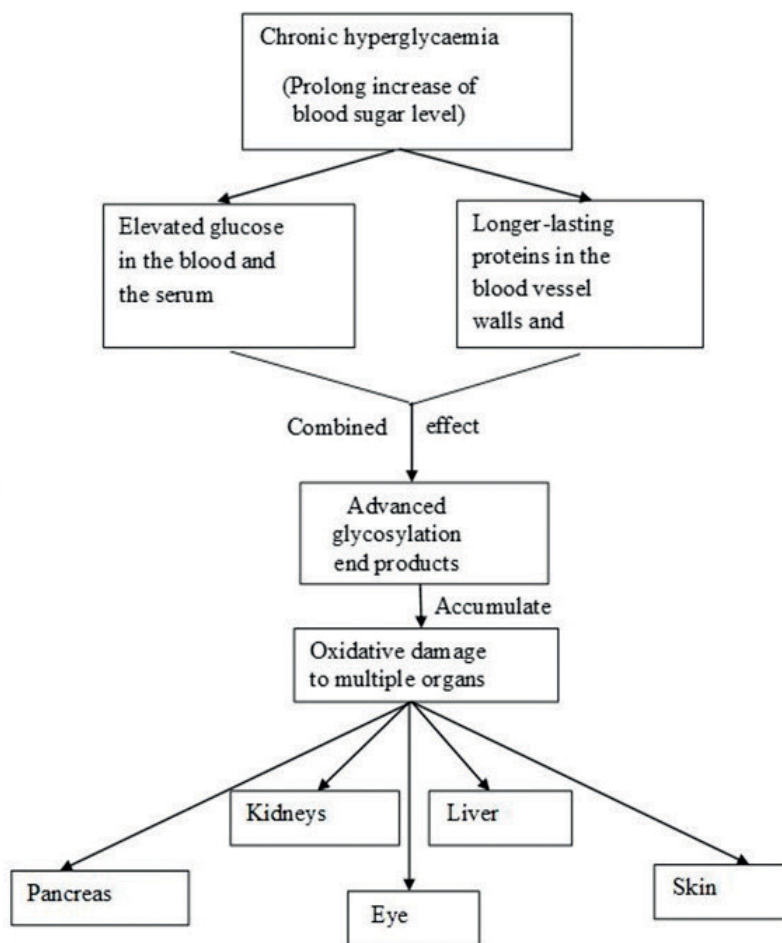 Chronic hyperglycaemia
(Prolong increase of
blood sugar level)
Elevated glucose
in the blood and
the serum
Longer-lasting
proteins in the
blood vessel
walls and
Combined effect
Advanced
glycosylation
end products
Accumulate
Oxidative damage
to multiple organs
Kidneys
Liver
Pancreas
Eye
Skin